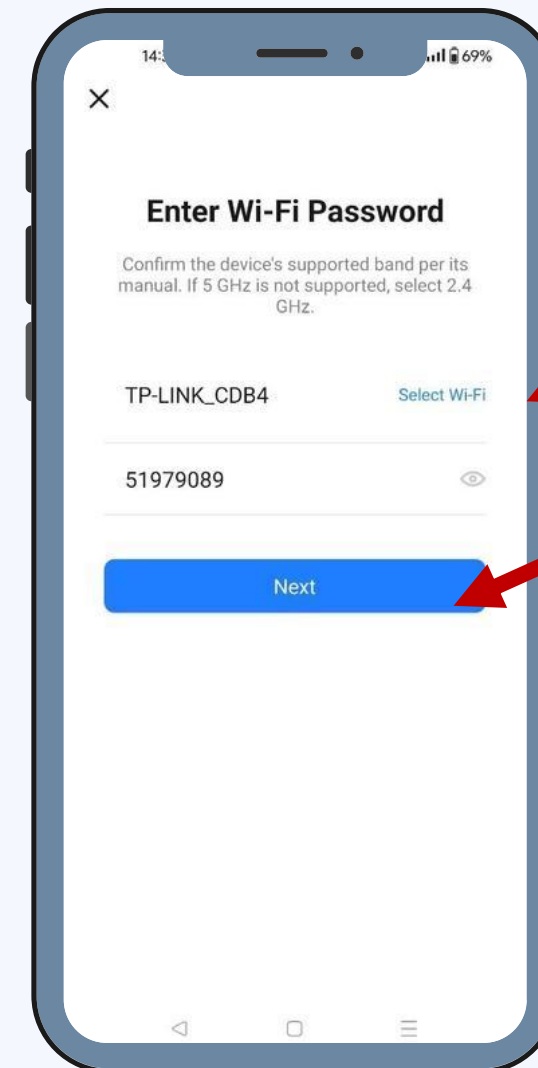 14:
69%
Enter Wi-Fi Password
Confirm the device's supported band per its
manual. If 5 GHz is not supported, select 2.4
GHz.
TP-LINK_CDB4 Select Wi-Fi
51979089
Next